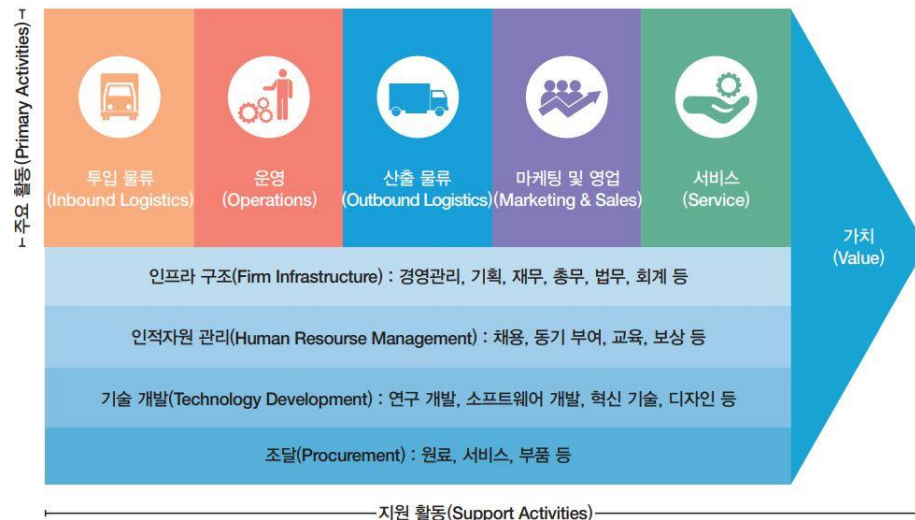 주요 활동(Primary Activities)
투입 물류
(Inbound Logistics)
운영
(Operations)
산출 물류
(Outbound Logistics)
마케팅 및 영업
(Marketing & Sales)
서비스
(Service)
가치
(Value)
인프라 구조(Firm Infrastructure) : 경영관리, 기획, 재무, 총무, 법무, 회계 등
인적자원 관리(Human Resourse Management) : 채용, 동기 부여, 교육, 보상 등
기술 개발(Technology Development) : 연구 개발, 소프트웨어 개발, 혁신 기술, 디자인 등
조달(Procurement) : 원료, 서비스, 부품 등
지원 활동(Support Activities)